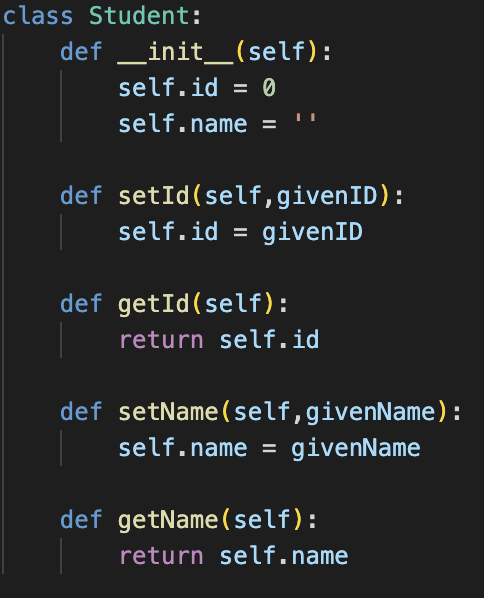 class Student:
    def __init__(self):
        self.id = 0
        self.name = ''

    def setId(self,givenID):
        self.id = givenID

    def getId(self):
        return self.id

    def setName(self,givenName):
        self.name = givenName

    def getName(self):
        return self.name